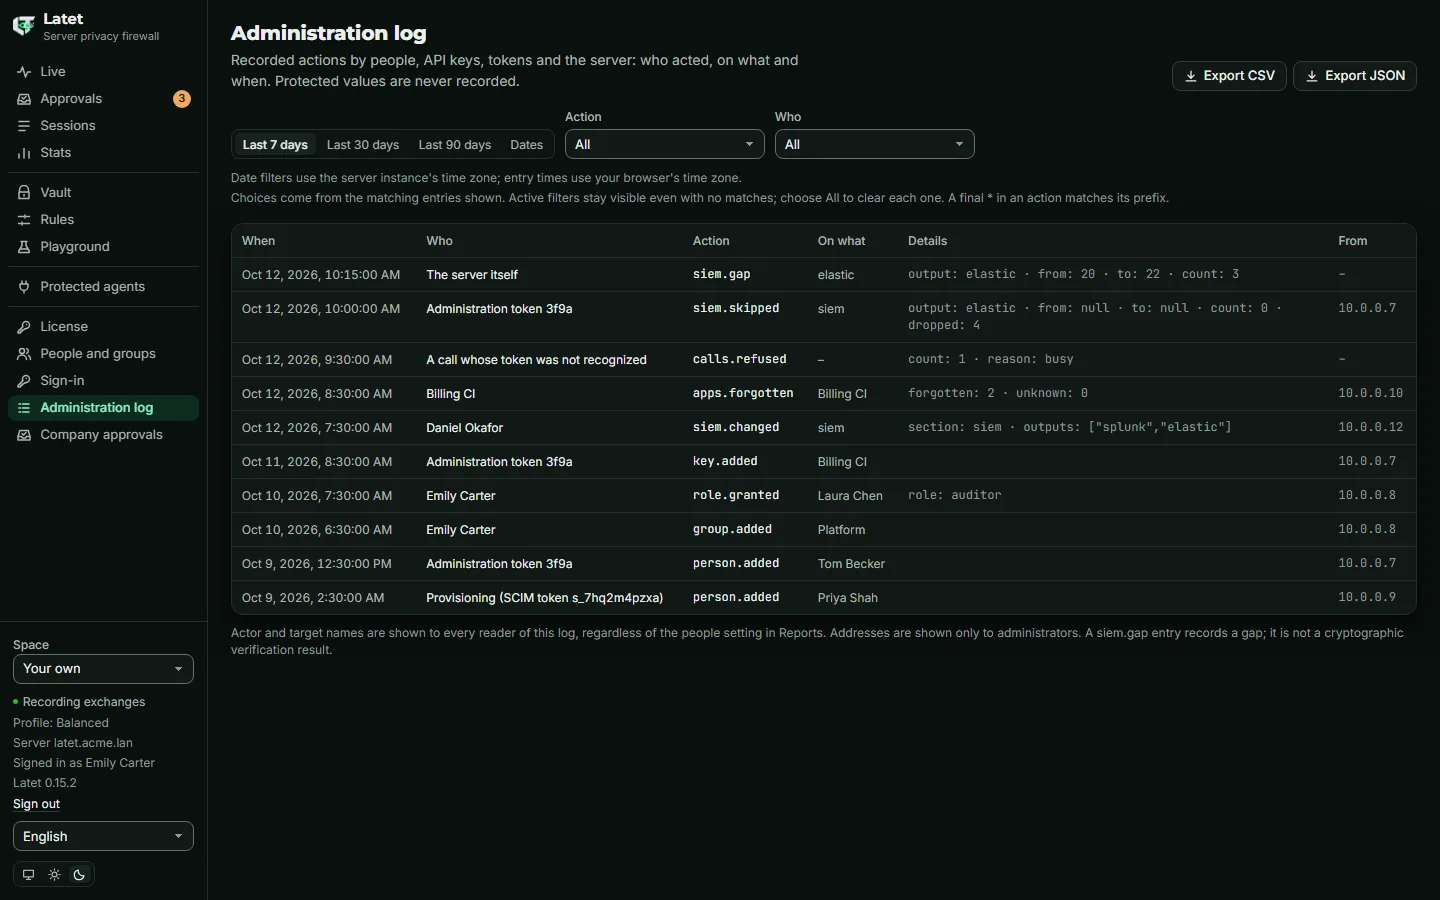 Latet
Server privacy firewall
Live
Approvals 3
Sessions
Stats
Vault
Rules
Playground
Protected agents
License
People and groups
Sign-in
Administration log
Company approvals
Space
Your own
Recording exchanges
Profile: Balanced
Server latet.acme.lan
Signed in as Emily Carter
Latet 0.15.2
Sign out
English
Administration log
Recorded actions by people, API keys, tokens and the server: who acted, on what and
when. Protected values are never recorded.
Export CSV Export JSON
Action Who
Last 7 days Last 30 days Last 90 days Dates All All
Date filters use the server instance's time zone; entry times use your browser's time zone.
Choices come from the matching entries shown. Active filters stay visible even with no matches; choose All to clear each one. A final * in an action matches its prefix.
When Who Action On what Details From
Oct 12, 2026, 10:15:00 AM The server itself siem.gap elastic output: elastic · from: 20 · to: 22 · count: 3 –
Oct 12, 2026, 10:00:00 AM Administration token 3f9a siem.skipped siem output: elastic · from: null · to: null · count: 0 · 10.0.0.7
dropped: 4
Oct 12, 2026, 9:30:00 AM A call whose token was not recognized calls.refused – count: 1 · reason: busy –
Oct 12, 2026, 8:30:00 AM Billing CI apps.forgotten Billing CI forgotten: 2 · unknown: 0 10.0.0.10
Oct 12, 2026, 7:30:00 AM Daniel Okafor siem.changed siem section: siem · outputs: ["splunk","elastic"] 10.0.0.12
Oct 11, 2026, 8:30:00 AM Administration token 3f9a key.added Billing CI 10.0.0.7
Oct 10, 2026, 7:30:00 AM Emily Carter role.granted Laura Chen role: auditor 10.0.0.8
Oct 10, 2026, 6:30:00 AM Emily Carter group.added Platform 10.0.0.8
Oct 9, 2026, 12:30:00 PM Administration token 3f9a person.added Tom Becker 10.0.0.7
Oct 9, 2026, 2:30:00 AM Provisioning (SCIM token s_7hq2m4pzxa) person.added Priya Shah 10.0.0.9
Actor and target names are shown to every reader of this log, regardless of the people setting in Reports. Addresses are shown only to administrators. A siem.gap entry records a gap; it is not a cryptographic
verification result.